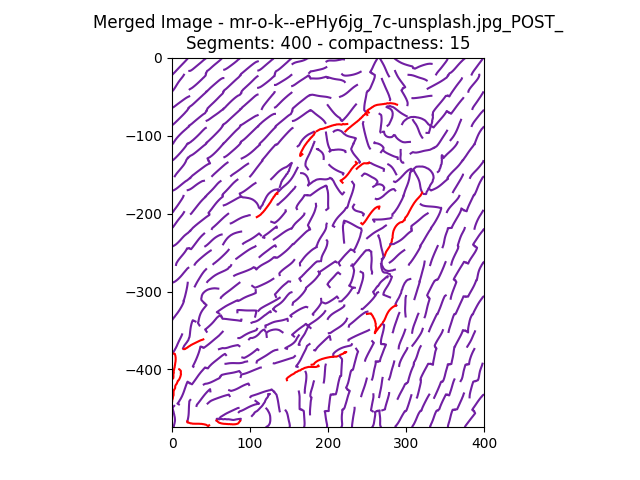 Merged Image - mr-o-k--ePHy6jg_7c-unsplash.jpg_POST_
Segments: 400 - compactness: 15
0
−100
−200
−300
−400
0 100 200 300 400